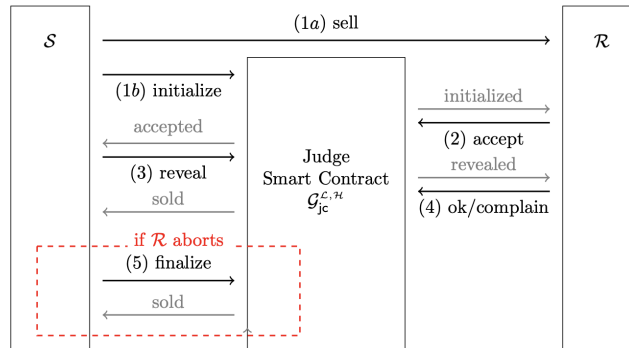 (1a) sell
S
R
(1b) initialize
initialized
accepted
(2) accept
Judge
(3) reveal
revealed
Smart Contract
G_jc^{L,H}
sold
(4) ok/complain
if R aborts
(5) finalize
sold